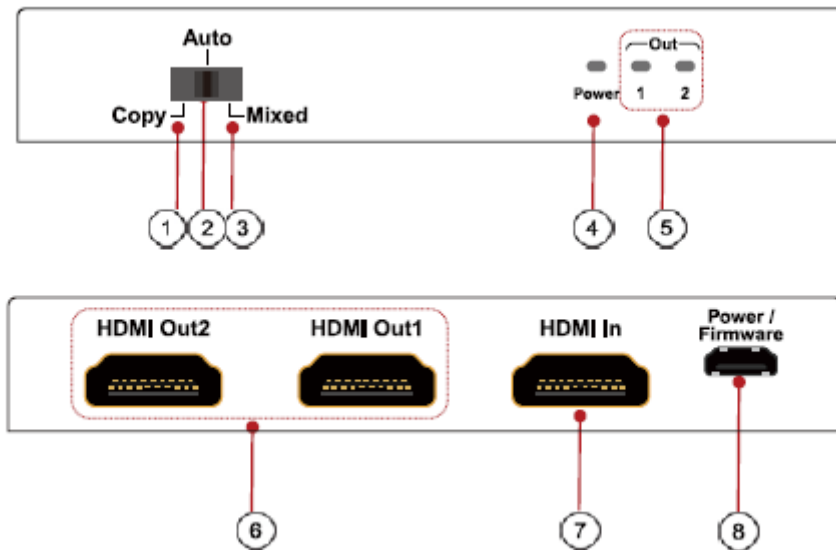 Auto
Copy
Mixed
Out
Power 1 2
1 2 3 4 5
HDMI Out2 HDMI Out1 HDMI In Power /
Firmware
6 7 8